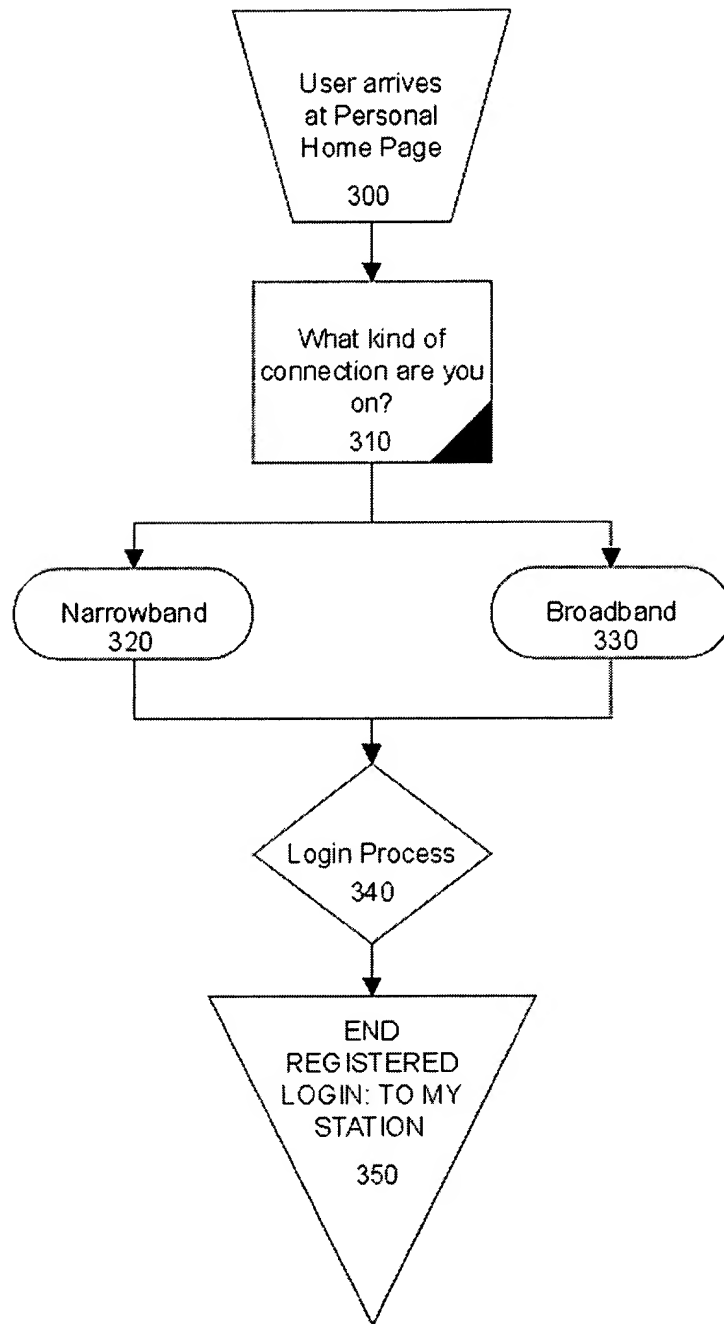 User arrives
at Personal
Home Page
300
What kind of
connection are you
on?
310
Narrowband
320
Broadband
330
Login Process
340
END
REGISTERED
LOGIN: TO MY
STATION
350